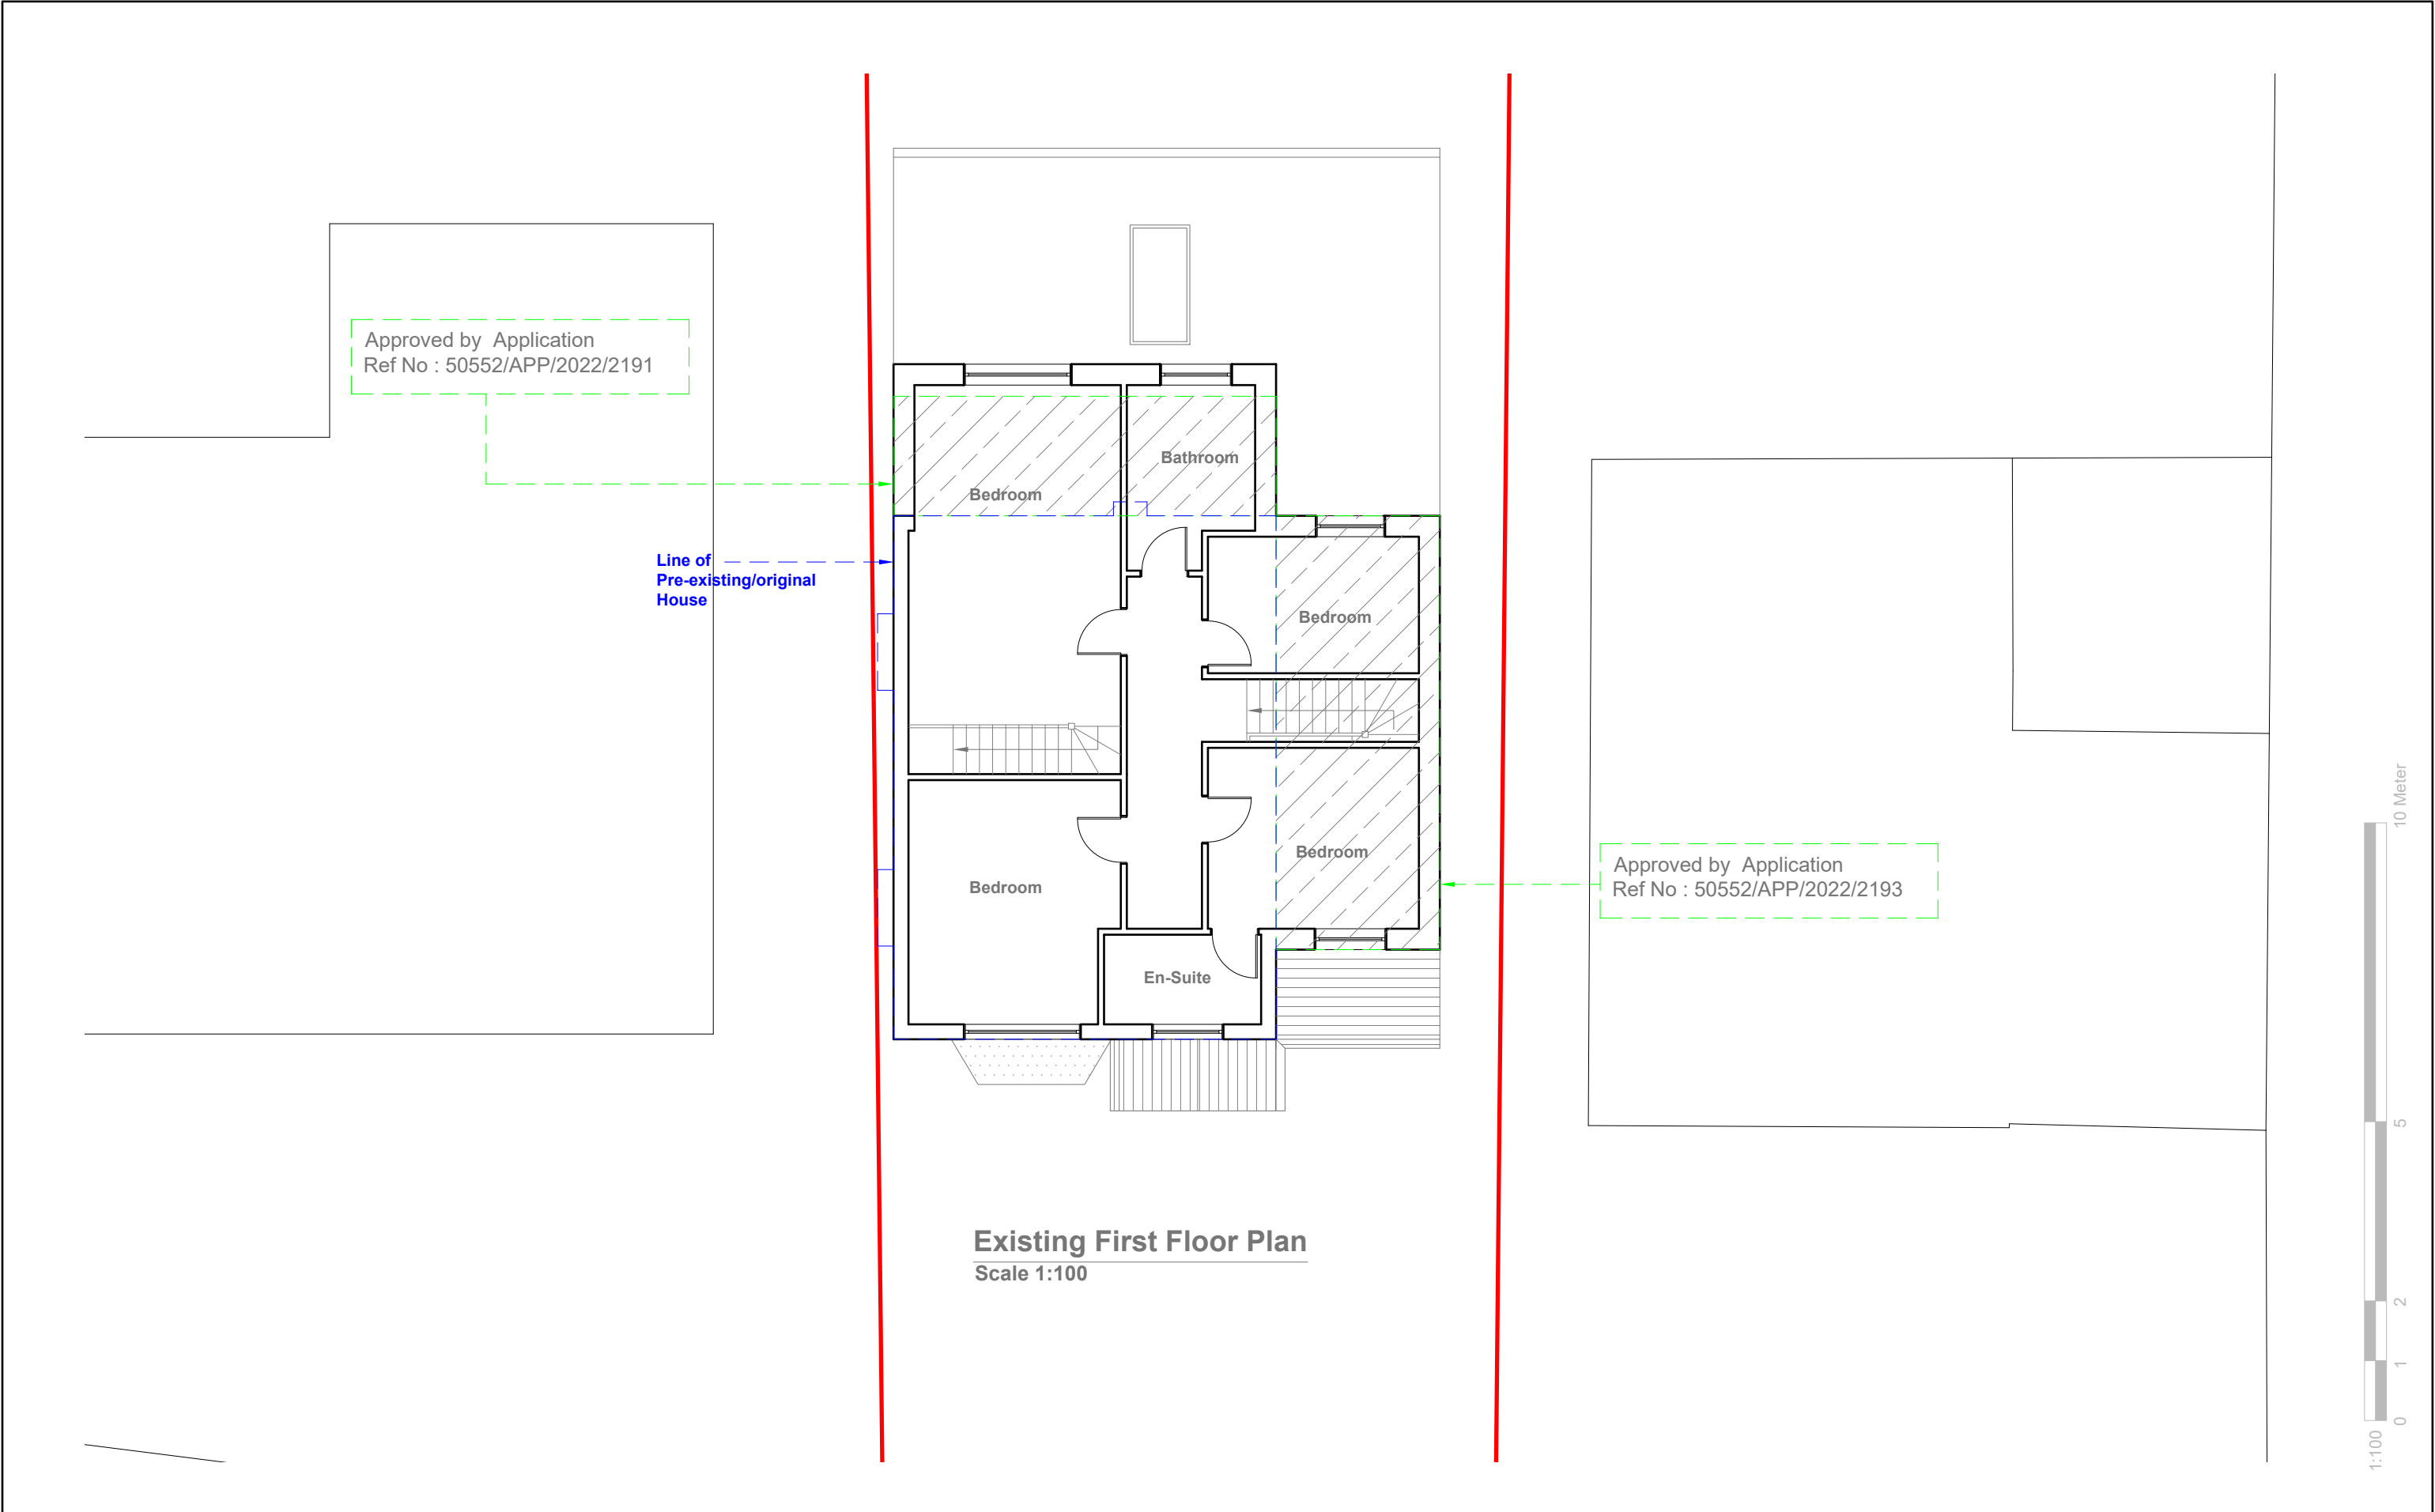 Approved by Application
Ref No : 50552/APP/2022/2191
Bathroom
Bedroom
Line of
Pre-existing/original
House
Bedroom
Bedroom
Bedroom
En-Suite
Approved by Application
Ref No : 50552/APP/2022/2193
Existing First Floor Plan
Scale 1:100
10 Meter
5
2
1
0
1:100